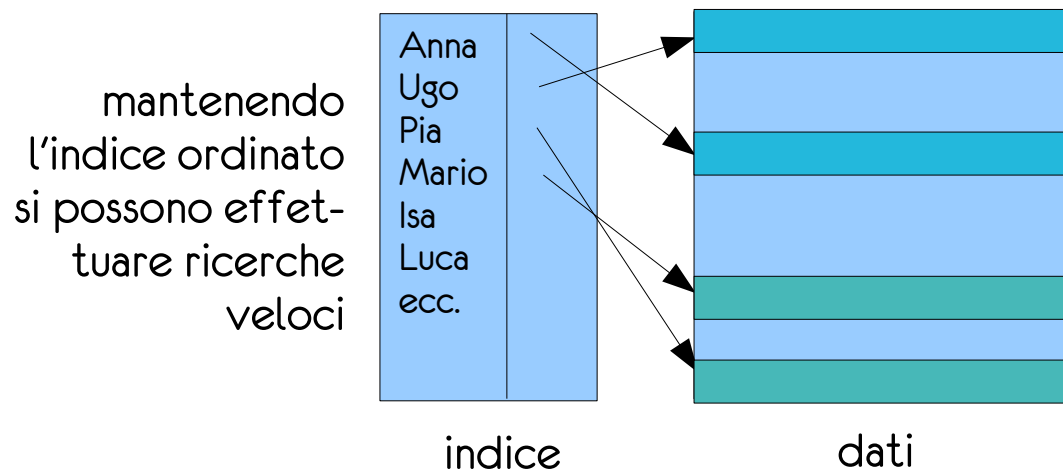 mantenendo
l'indice ordinato
si possono effet-
tuare ricerche
veloci
Anna
Ugo
Pia
Mario
Isa
Luca
ecc.
indice
dati